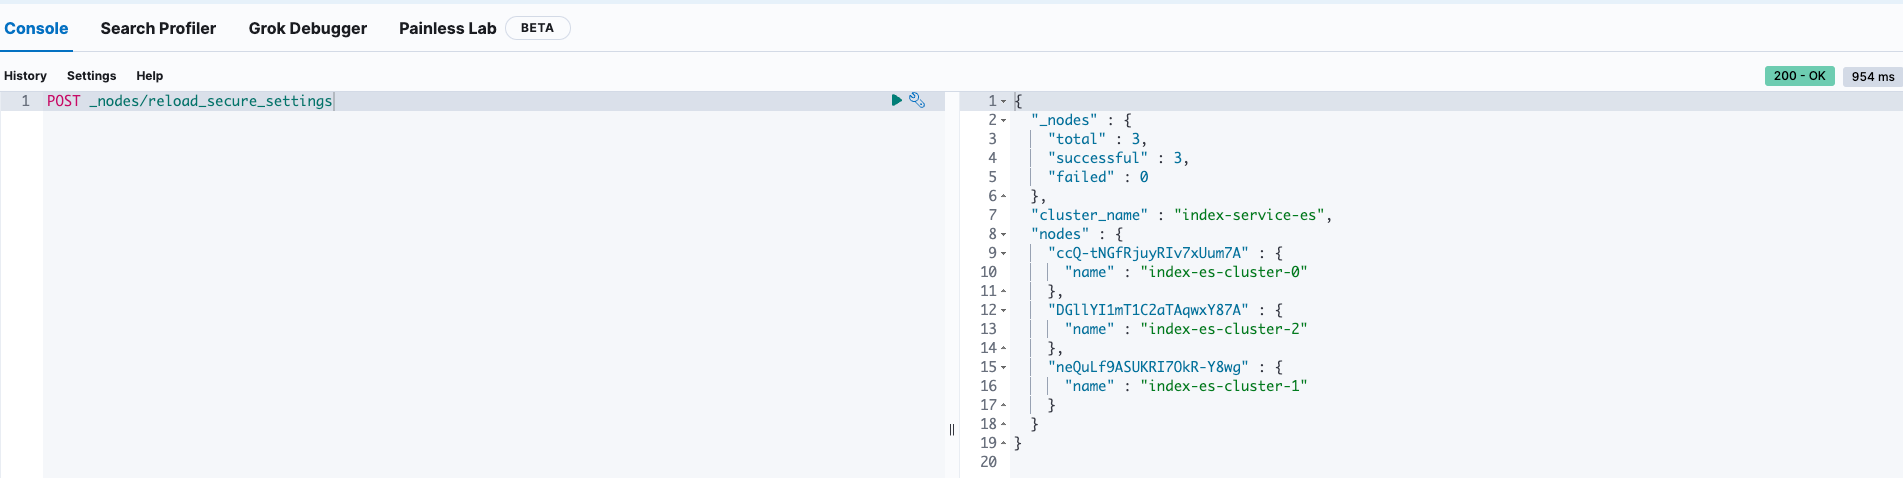 Console Search Profiler Grok Debugger Painless Lab BETA
History Settings Help
200 - OK 954 ms
1 POST _nodes/reload_secure_settings
1 {
2 "_nodes" : {
3 "total" : 3,
4 "successful" : 3,
5 "failed" : 0
6 },
7 "cluster_name" : "index-service-es",
8 "nodes" : {
9 "ccQ-tNGfRjuyRIv7xUum7A" : {
10 "name" : "index-es-cluster-0"
11 },
12 "DGllYI1mT1C2aTAqwxY87A" : {
13 "name" : "index-es-cluster-2"
14 },
15 "neQuLf9ASUKRI7OkR-Y8wg" : {
16 "name" : "index-es-cluster-1"
17 }
18 }
19 }
20